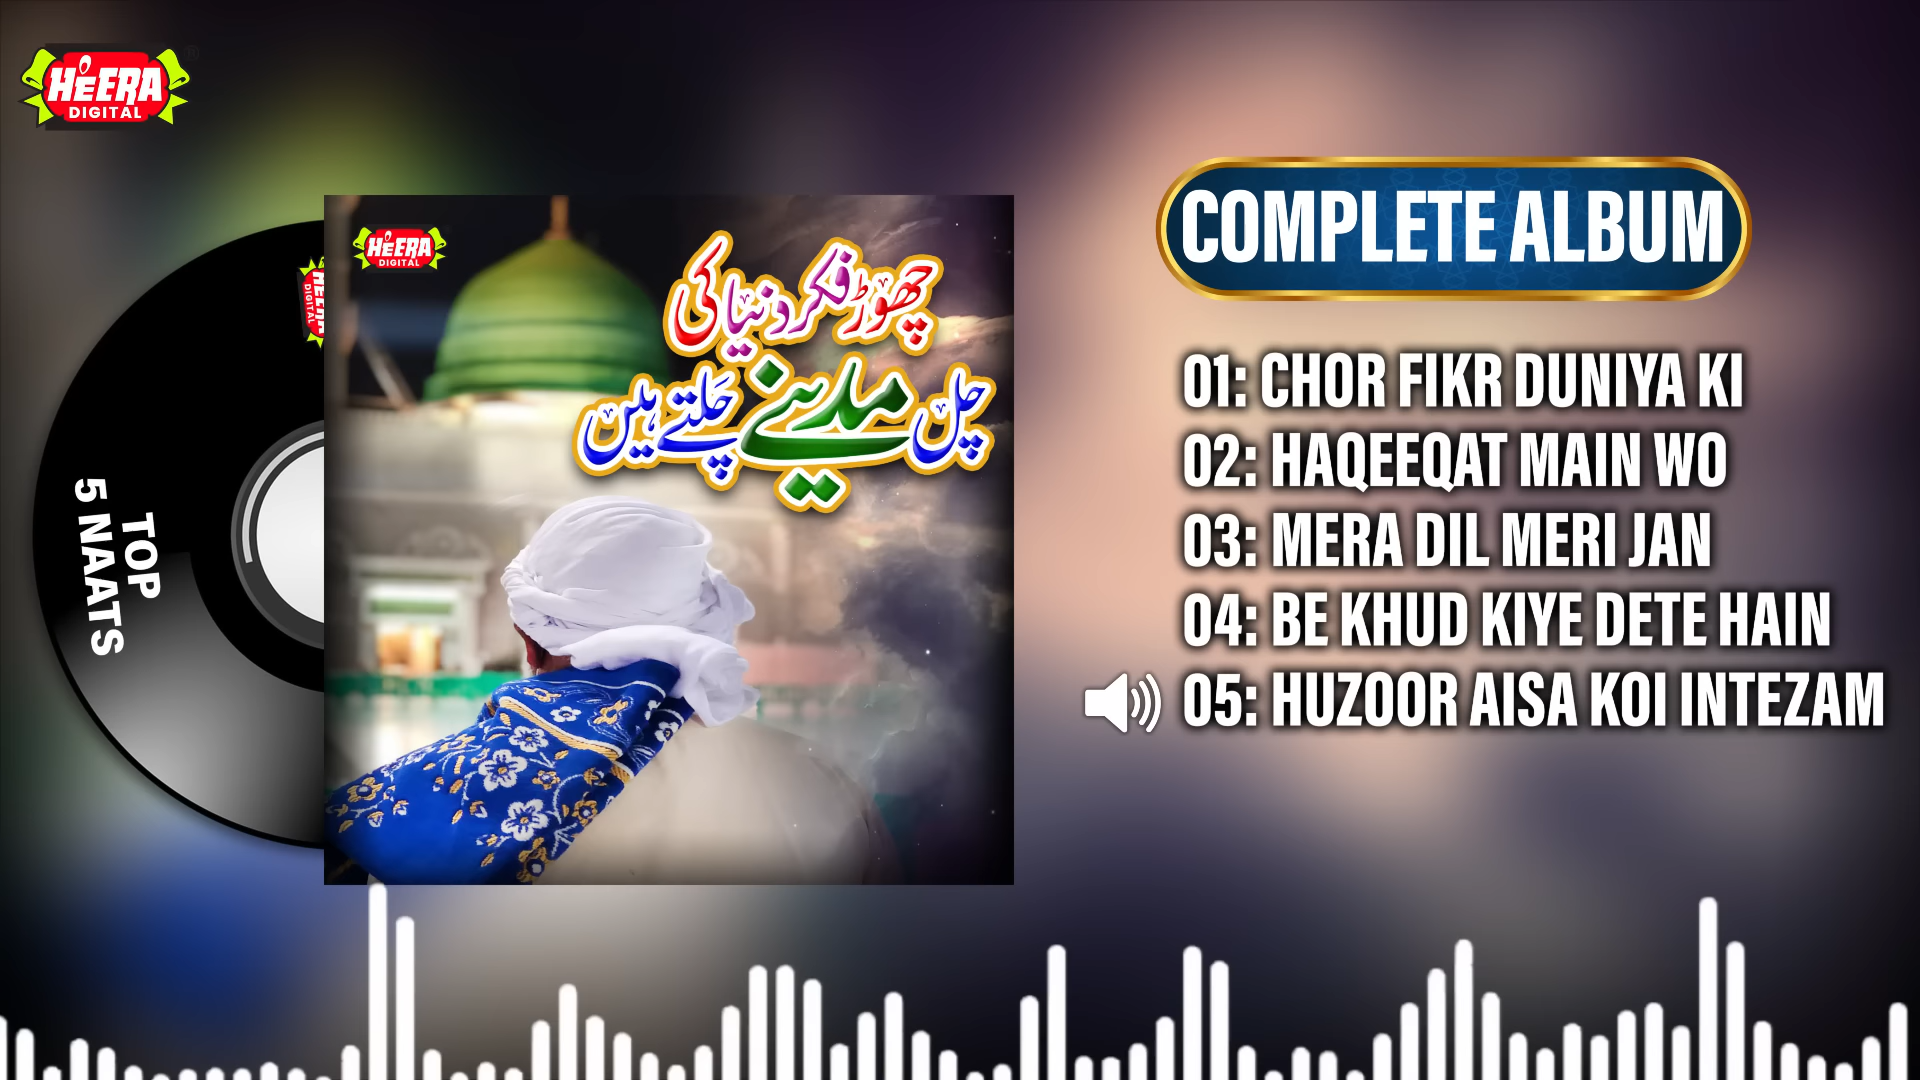 HEERA
DIGITAL
HEERA
DIGITAL
چھوڑ فکر دنیا کی
چل مدینے چلتے ہیں
HEERA
DIGITAL
TOP
5 NAATS
COMPLETE ALBUM
01: CHOR FIKR DUNIYA KI
02: HAQEEQAT MAIN WO
03: MERA DIL MERI JAN
04: BE KHUD KIYE DETE HAIN
05: HUZOOR AISA KOI INTEZAM